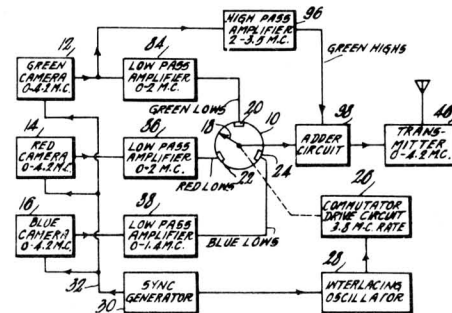 96
HIGH PASS
AMPLIFIER
2-3.5 M.C.
12
84
GREEN
CAMERA
0-4.2 M.C.
LOW PASS
AMPLIFIER
0-2 M.C.
GREEN HIGHS
GREEN LOWS
20
10
98
46
18
14
86
RED
CAMERA
0-4.2 M.C.
LOW PASS
AMPLIFIER
0-2 M.C.
ADDER
CIRCUIT
TRANS-
MITTER
0-4.2 M.C.
24
22
RED LOWS
26
16
38
BLUE
CAMERA
0-4.2 M.C.
LOW PASS
AMPLIFIER
0-1.4 M.C.
COMMUTATOR
DRIVE CIRCUIT
3.8 M.C. RATE
BLUE LOWS
28
32
30
SYNC
GENERATOR
INTERLACING
OSCILLATOR